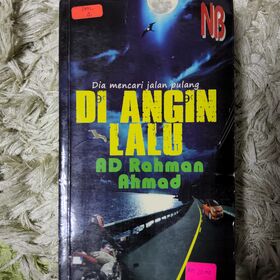 NB
Dia mencari jalan pulang
DI ANGIN
LALU
AD Rahman
Ahmad